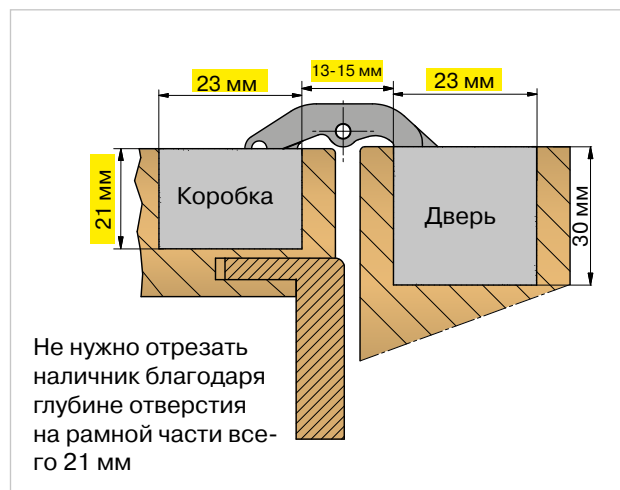 13-15 мм
23 мм
23 мм
21 мм
Коробка
Дверь
30 мм
Не нужно отрезать
наличник благодаря
глубине отверстия
на рамной части все-
го 21 мм